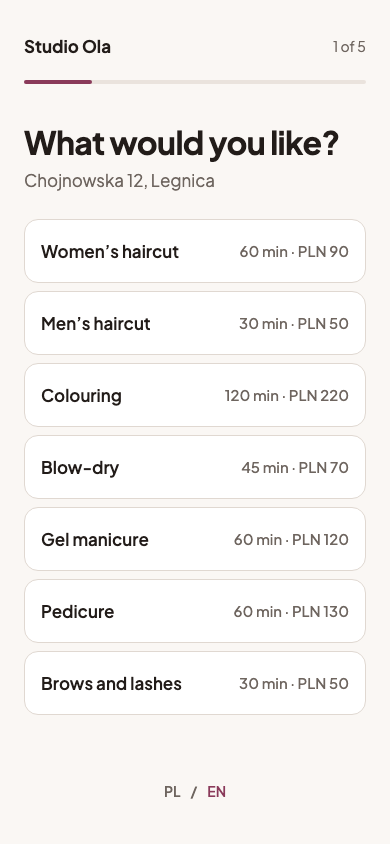 Studio Ola
1 of 5
What would you like?
Chojnowska 12, Legnica
Women’s haircut 60 min · PLN 90
Men’s haircut 30 min · PLN 50
Colouring 120 min · PLN 220
Blow-dry 45 min · PLN 70
Gel manicure 60 min · PLN 120
Pedicure 60 min · PLN 130
Brows and lashes 30 min · PLN 50
PL / EN